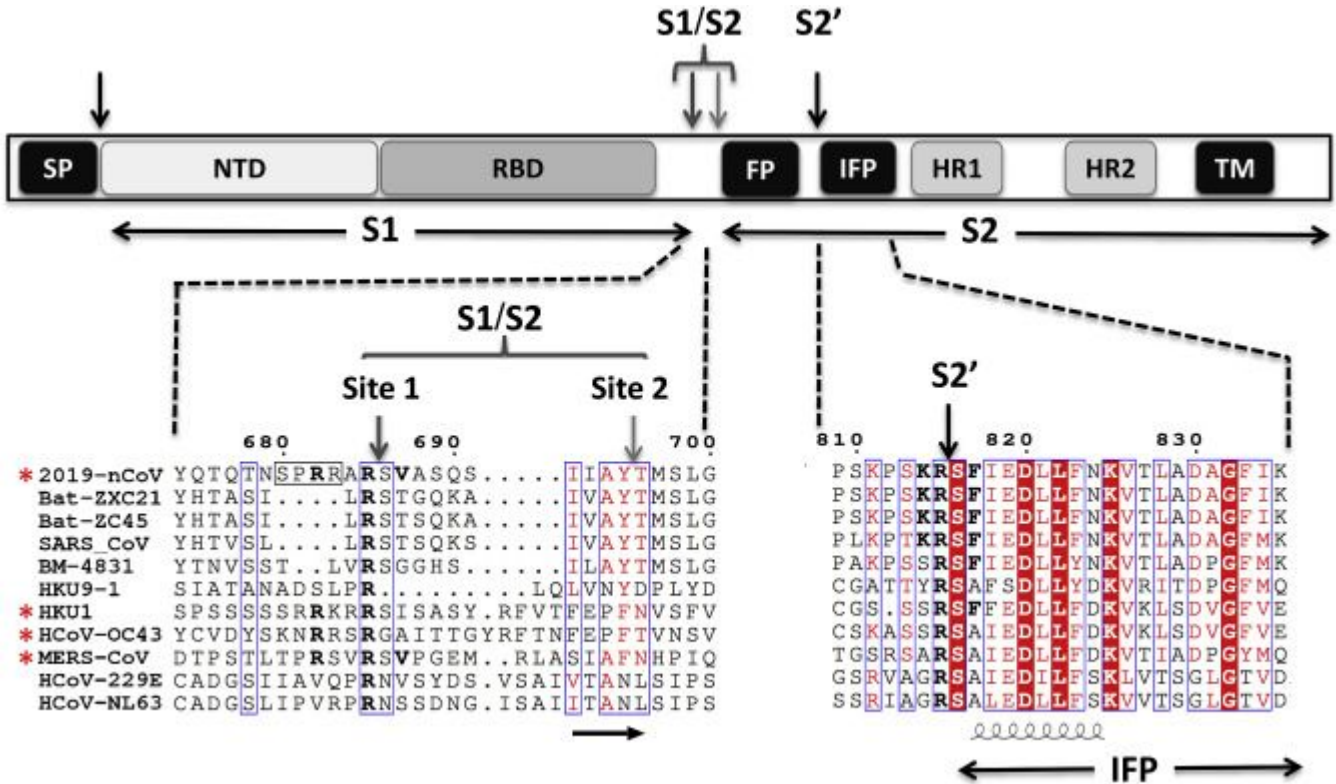 S1/S2 S2’
SP NTD RBD FP IFP HR1 HR2 TM
S1 S2
S1/S2
Site 1 Site 2 S2’
680 690 700 810 820 830
* 2019-nCoV YQTQTNSPRRARSVASQS.....IIAYTMSLG PSKPSKRSFIEDLLFNKVTLADAGFIK
Bat-ZXC21 YHTASI....LRSTGQKA.....IVAYTMSLG PSKPSKRSFIEDLLFNKVTLADAGFIK
Bat-ZC45 YHTASI....LRSTSQKA.....IVAYTMSLG PSKPSKRSFIEDLLFNKVTLADAGFIK
SARS_CoV YHTVSL....LRSTSQKS.....IVAYTMSLG PLKPTKRSFIEDLLFNKVTLADAGFMK
BM-4831 YTNVSST..LVRSGGHS......ILAYTMSLG PAKPSKRSFIEDLLYNKVTLADPGFMK
HKU9-1 SIATANADSLPR.........LQLVNYDPLYD CGATTYRSAFSDLLYDKVRITDPGFMQ
* HKU1 SPSSSSSRRKRRSISASY.RFVTFEPFNVSFV CGS.SSRSFFEDLLFDKVKLSDVGFVE
* HCoV-OC43 YCVDYSKNRRSRGAITTGYRFTNFEPFTVNSV CSKASSRSAIEDLLFDKVKLSDVGFVE
* MERS-CoV DTPSTLTPRSVRSVPGEM..RLASIAFNHPIQ TGSRSARSAIEDLLFDKVTIADPGYMQ
HCoV-229E CADGSIIAVQPRNVSYDS.VSAIVTANLSIPS GSRVAGRSAIEDILFSKLVTSGLGTVD
HCoV-NL63 CADGSLIPVRPRNSSDNG.ISAIITANLSIPS SSRIAGRSALEDLLFSKVVTSGLGTVD
IFP